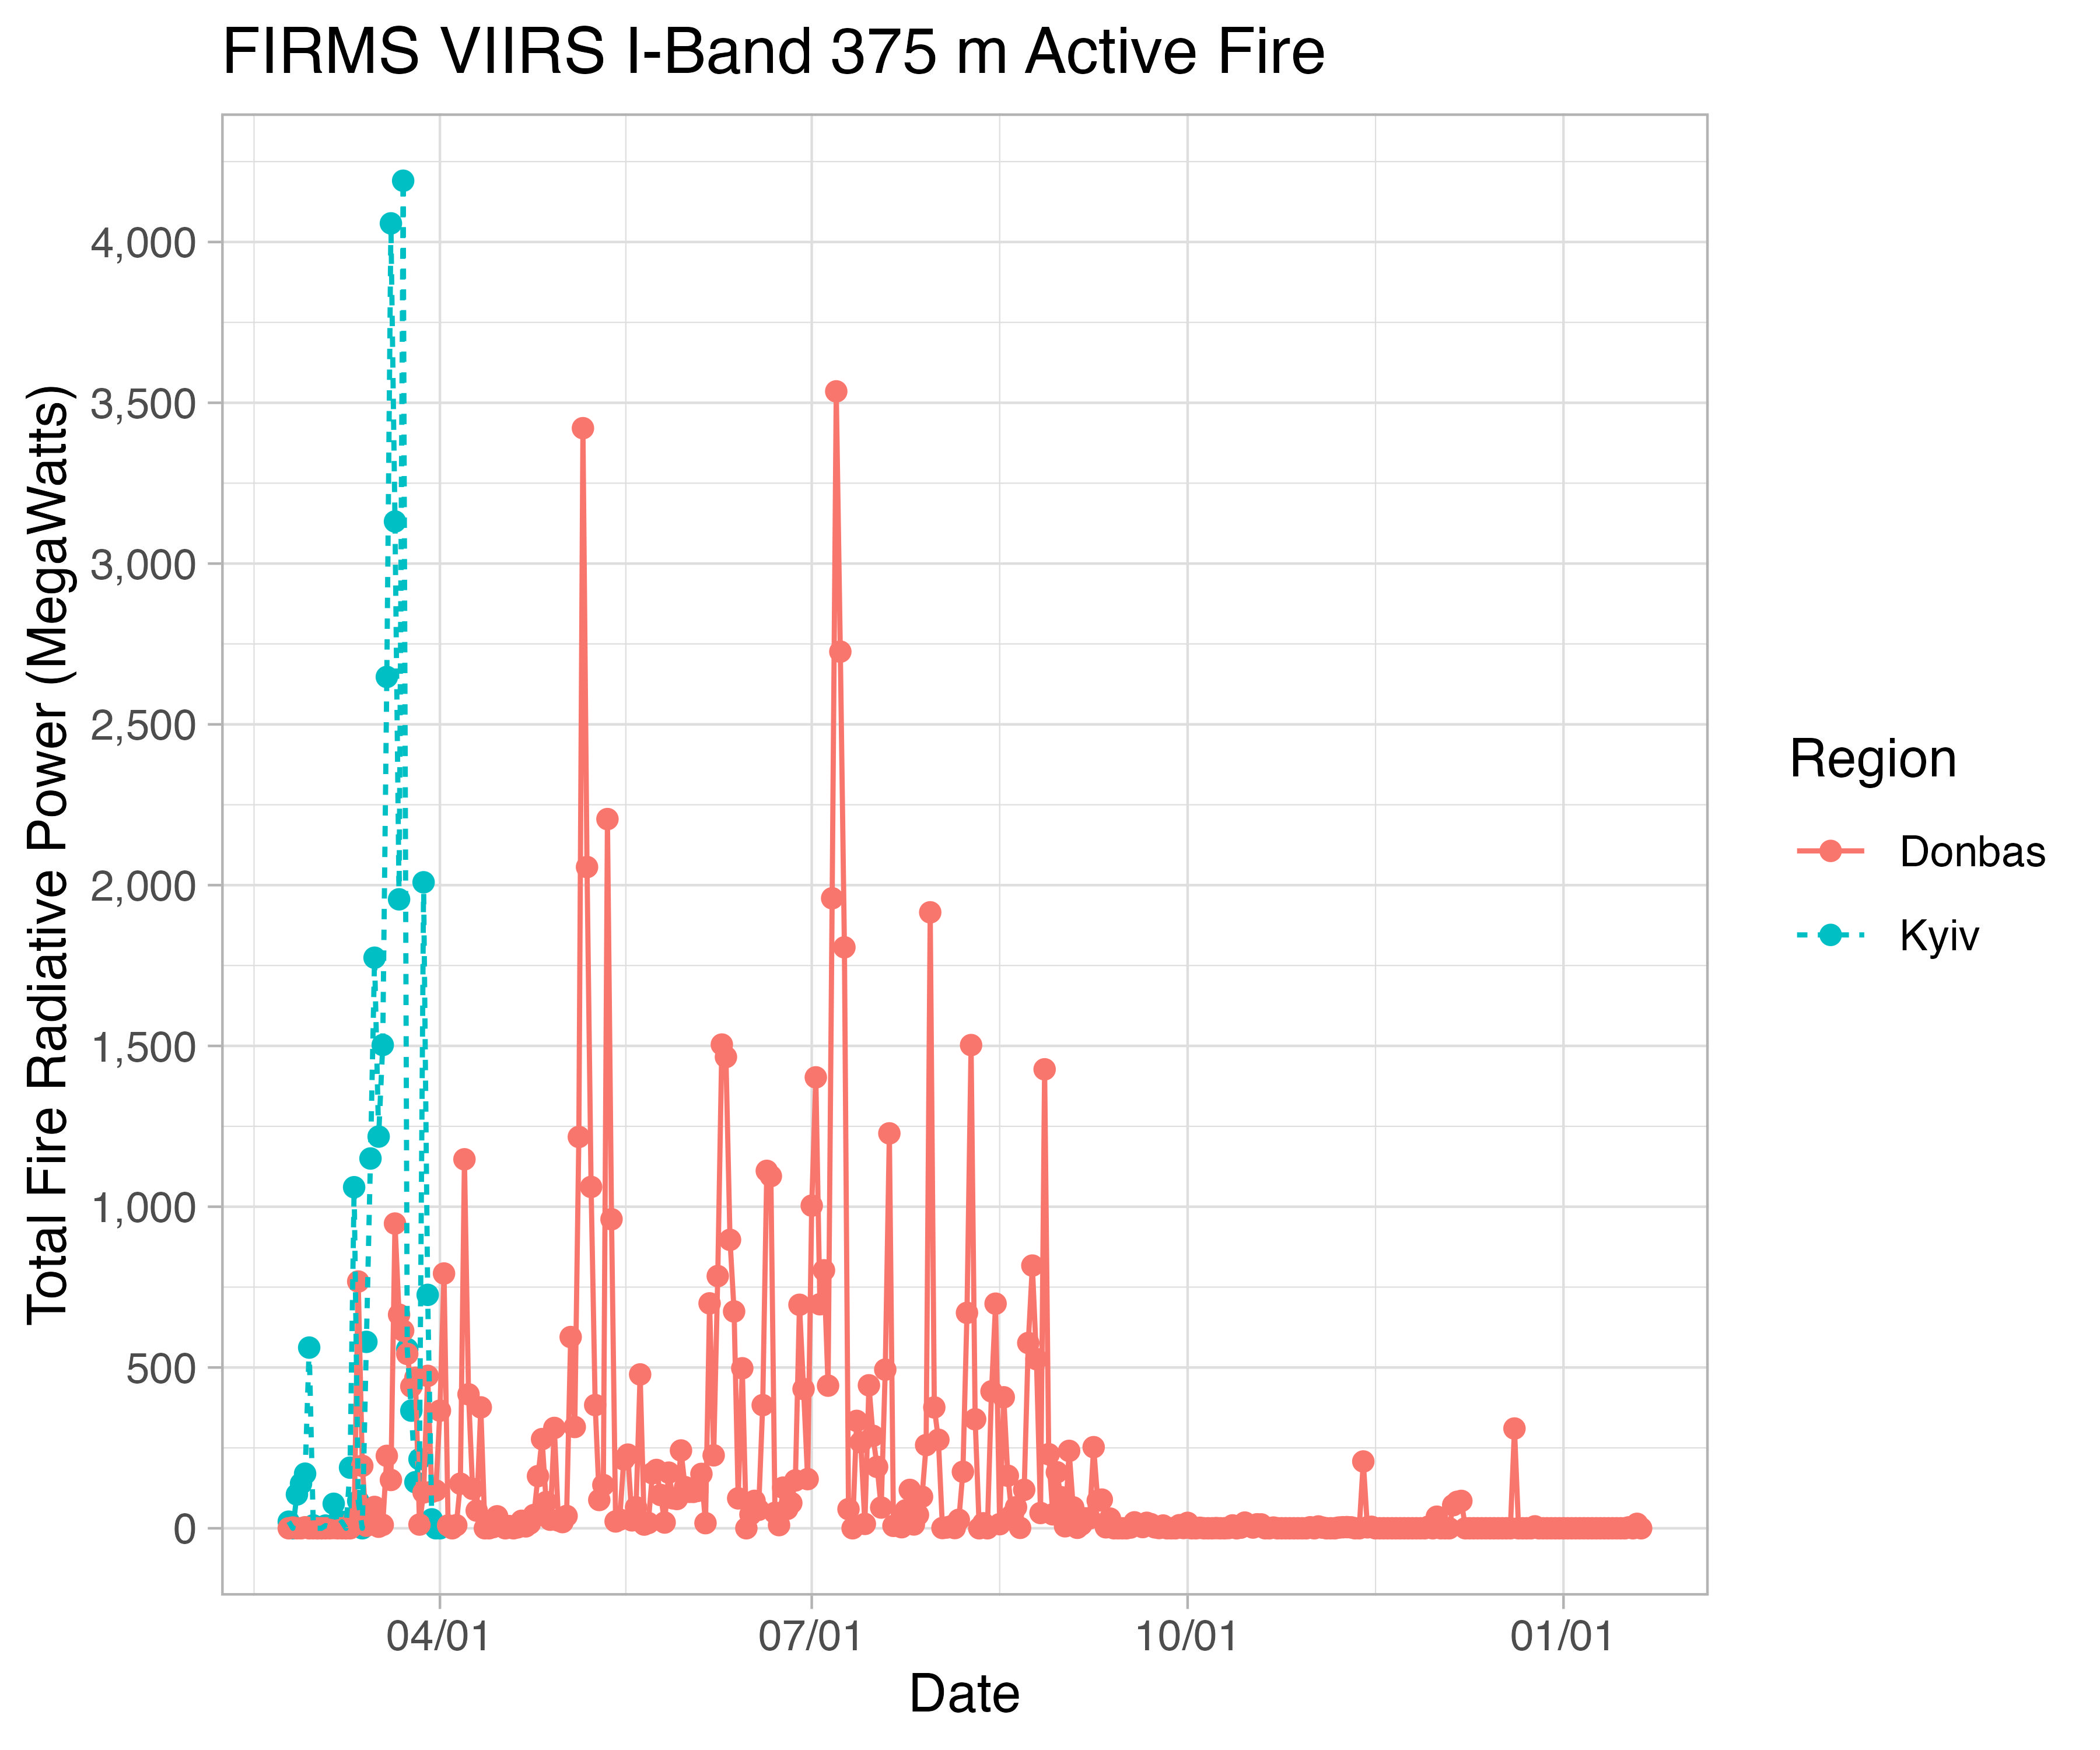 FIRMS VIIRS I-Band 375 m Active Fire
Total Fire Radiative Power (MegaWatts)
4,000
3,500
3,000
2,500
2,000
1,500
1,000
500
0
04/01
07/01
10/01
01/01
Date
Region
Donbas
Kyiv